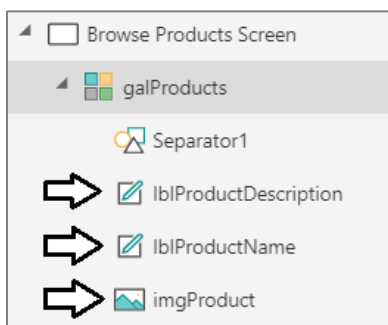 Browse Products Screen
galProducts
Separator1
lblProductDescription
lblProductName
imgProduct